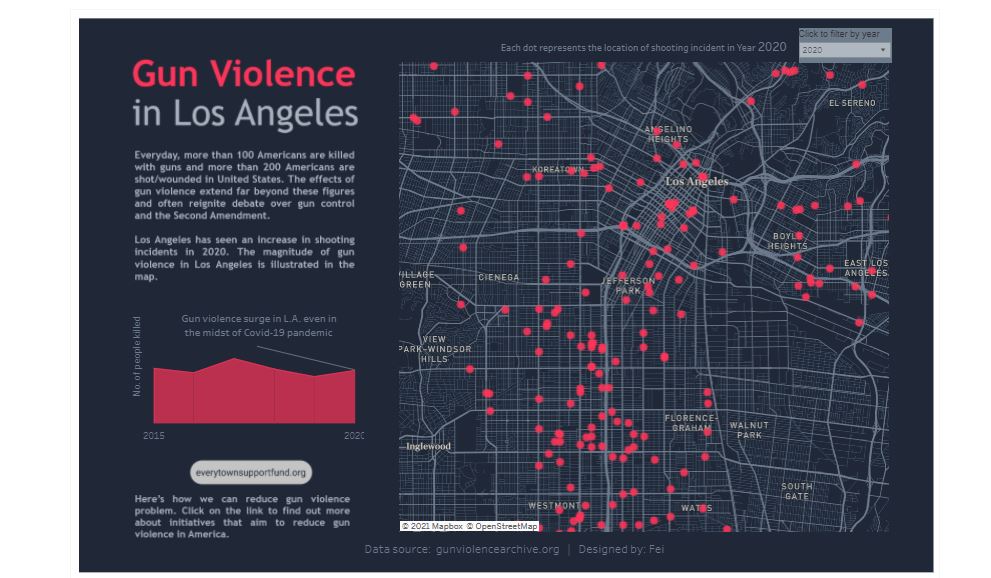 Each dot represents the location of shooting incident in Year 2020
Click to filter by year
2020
Gun Violence
in Los Angeles
Everyday, more than 100 Americans are killed
with guns and more than 200 Americans are
shot/wounded in United States. The effects of
gun violence extend far beyond these figures
and often reignite debate over gun control
and the Second Amendment.
Los Angeles has seen an increase in shooting
incidents in 2020. The magnitude of gun
violence in Los Angeles is illustrated in the
map.
Gun violence surge in L.A. even in
the midst of Covid-19 pandemic
No. of people killed
2015
2020
everytownsupportfund.org
Here's how we can reduce gun violence
problem. Click on the link to find out more
about initiatives that aim to reduce gun
violence in America.
EL SERENO
ANGELINO
HEIGHTS
KOREATOWN
Los Angeles
BOYLE
HEIGHTS
EAST LOS
ANGELES
VILLAGE
GREEN
CIENEGA
JEFFERSON
PARK
VIEW
PARK-WINDSOR
HILLS
FLORENCE-
GRAHAM
WALNUT
PARK
Inglewood
SOUTH
GATE
WESTMONT
WATTS
© 2021 Mapbox © OpenStreetMap
Data source: gunviolencearchive.org | Designed by: Fei